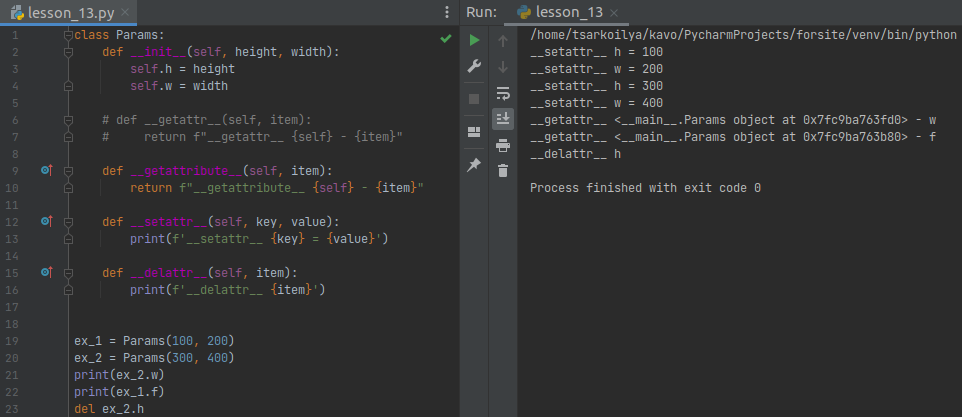 lesson_13.py
1 class Params:
2     def __init__(self, height, width):
3         self.h = height
4         self.w = width
5
6     # def __getattr__(self, item):
7     #     return f"__getattr__ {self} - {item}"
8
9     def __getattribute__(self, item):
10         return f"__getattribute__ {self} - {item}"
11
12     def __setattr__(self, key, value):
13         print(f'__setattr__ {key} = {value}')
14
15     def __delattr__(self, item):
16         print(f'__delattr__ {item}')
17
18
19 ex_1 = Params(100, 200)
20 ex_2 = Params(300, 400)
21 print(ex_2.w)
22 print(ex_1.f)
23 del ex_2.h
Run: lesson_13
/home/tsarkoilya/kavo/PycharmProjects/forsite/venv/bin/python
__setattr__ h = 100
__setattr__ w = 200
__setattr__ h = 300
__setattr__ w = 400
__getattr__ <__main__.Params object at 0x7fc9ba763fd0> - w
__getattr__ <__main__.Params object at 0x7fc9ba763b80> - f
__delattr__ h
Process finished with exit code 0